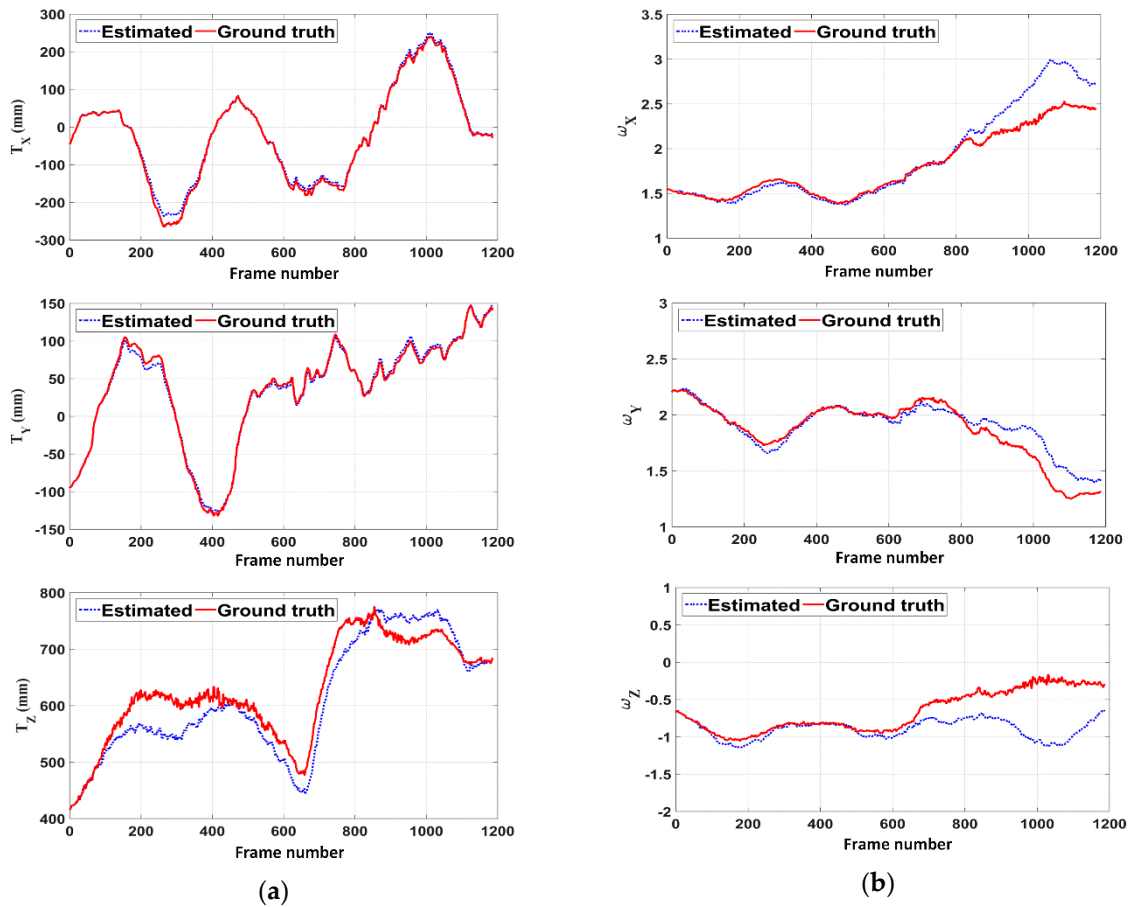 Estimated Ground truth
300
200
100
0
-100
-200
-300
T_X (mm)
0 200 400 600 800 1000 1200
Frame number
Estimated Ground truth
150
100
50
0
-50
-100
-150
T_Y (mm)
0 200 400 600 800 1000 1200
Frame number
Estimated Ground truth
800
700
600
500
400
T_Z (mm)
0 200 400 600 800 1000 1200
Frame number
(a)
Estimated Ground truth
3.5
3
2.5
2
1.5
1
ω_X
0 200 400 600 800 1000 1200
Frame number
Estimated Ground truth
3
2.5
2
1.5
1
ω_Y
0 200 400 600 800 1000 1200
Frame number
Estimated Ground truth
1
0.5
0
-0.5
-1
-1.5
-2
ω_Z
0 200 400 600 800 1000 1200
Frame number
(b)